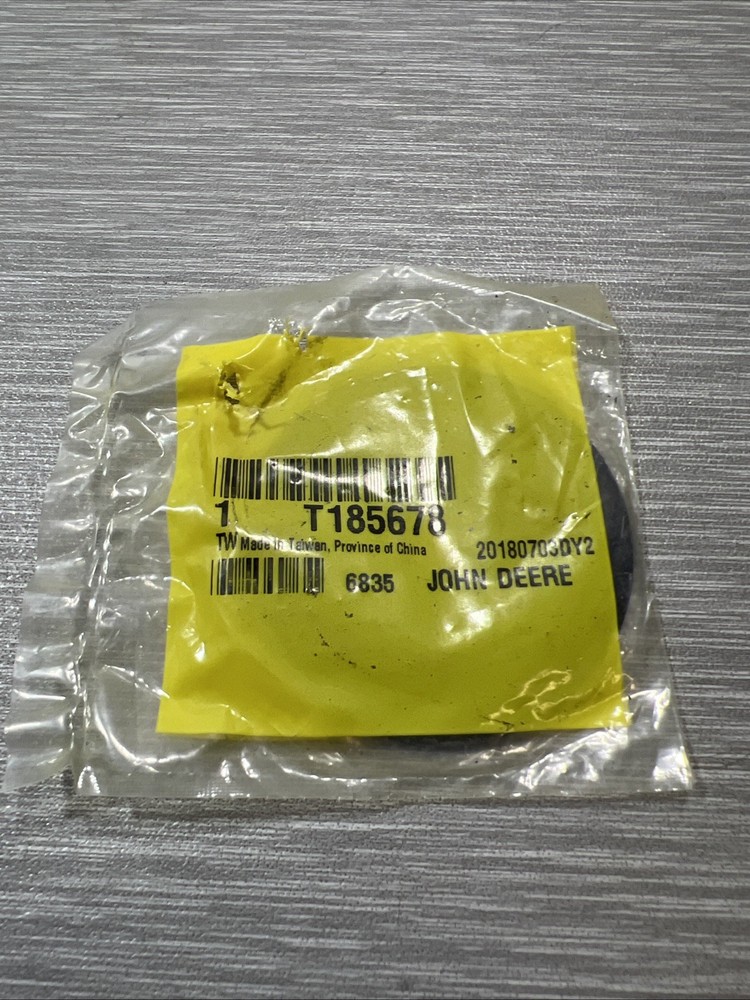 1 T185678
TW Made in Taiwan, Province of China 20180703DY2
6835 JOHN DEERE